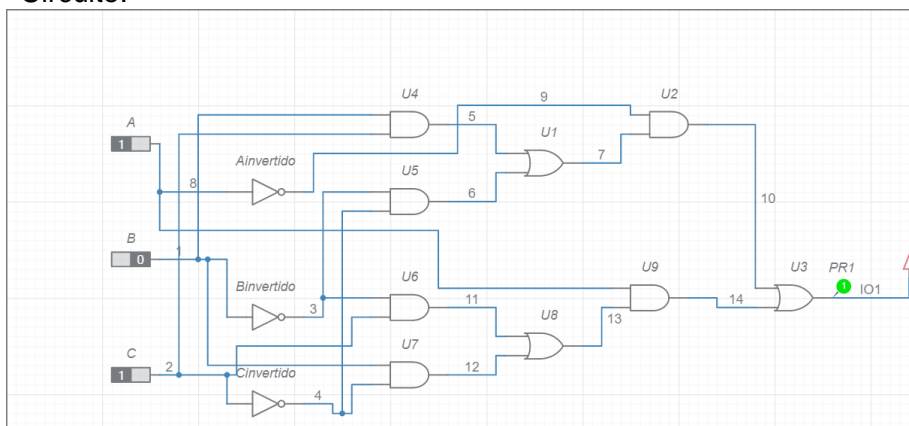 Circuito:
U4
9
U2
A
5
U1
1
Ainvertido
7
8
U5
6
10
B
1
0
U9
U3
PR1
Binvertido
U6
1
IO1
3
11
U8
14
13
C
U7
2
12
1
Cinvertido
4